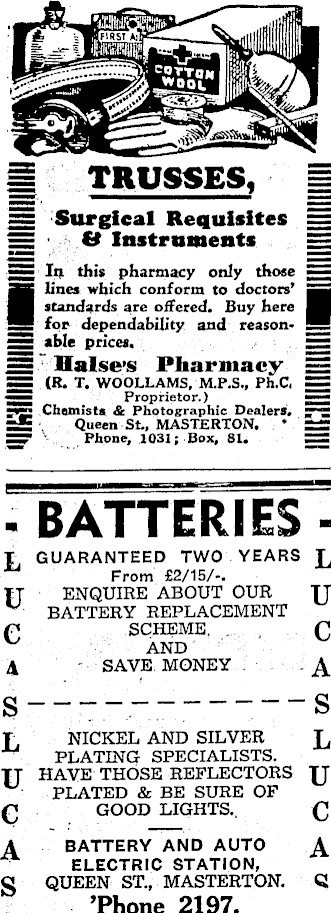 FIRST AID
COTTON
WOOL
TRUSSES,
Surgical Requisites
& Instruments
In this pharmacy only those
lines which conform to doctors'
standards are offered. Buy here
for dependability and reason-
able prices.
Halse's Pharmacy
(R. T. WOOLLAMS, M.P.S., Ph.C.
Proprietor.)
Chemists & Photographic Dealers.
Queen St., MASTERTON.
Phone, 1031; Box, 81.
- BATTERIES -
LUCAS LUCAS
GUARANTEED TWO YEARS
From £2/15/-.
ENQUIRE ABOUT OUR
BATTERY REPLACEMENT
SCHEME,
AND
SAVE MONEY
NICKEL AND SILVER
PLATING SPECIALISTS.
HAVE THOSE REFLECTORS
PLATED & BE SURE OF
GOOD LIGHTS.
BATTERY AND AUTO
ELECTRIC STATION,
QUEEN ST., MASTERTON.
'Phone 2197.
LUCAS LUCAS